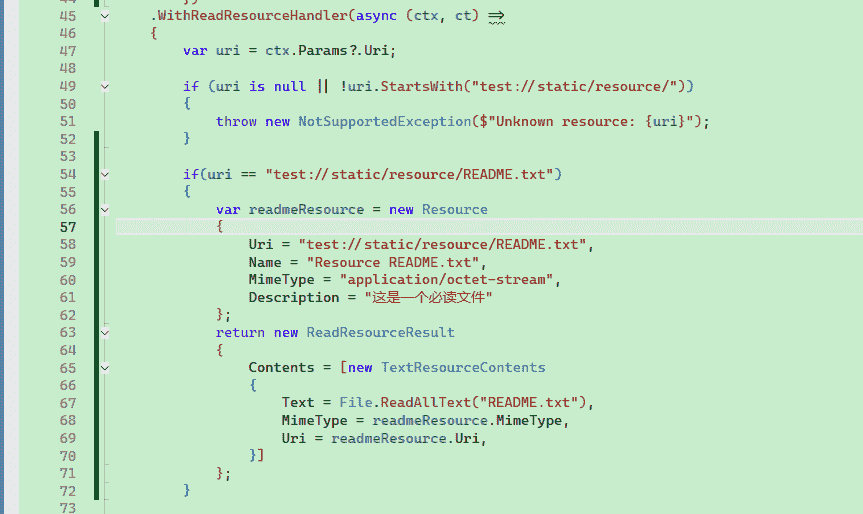 44 })
45 .WithReadResourceHandler(async (ctx, ct) =>
46 {
47 var uri = ctx.Params?.Uri;
48
49 if (uri is null || !uri.StartsWith("test://static/resource/"))
50 {
51 throw new NotSupportedException($"Unknown resource: {uri}");
52 }
53
54 if(uri == "test://static/resource/README.txt")
55 {
56 var readmeResource = new Resource
57 {
58 Uri = "test://static/resource/README.txt",
59 Name = "Resource README.txt",
60 MimeType = "application/octet-stream",
61 Description = "这是一个必读文件"
62 };
63 return new ReadResourceResult
64 {
65 Contents = [new TextResourceContents
66 {
67 Text = File.ReadAllText("README.txt"),
68 MimeType = readmeResource.MimeType,
69 Uri = readmeResource.Uri,
70 }]
71 };
72 }
73